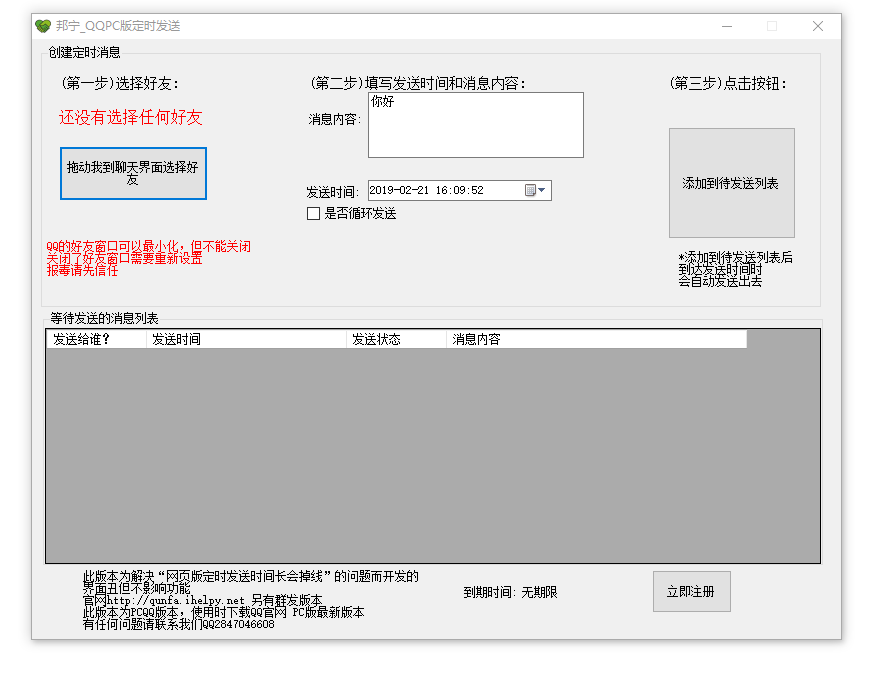 邦宁_QQPC版定时发送
创建定时消息
(第一步)选择好友:
(第二步)填写发送时间和消息内容:
(第三步)点击按钮:
还没有选择任何好友
消息内容:
你好
拖动我到聊天界面选择好
友
添加到待发送列表
发送时间:
2019-02-21 16:09:52
是否循环发送
QQ的好友窗口可以最小化，但不能关闭
关闭了好友窗口需要重新设置
报毒请先信任
*添加到待发送列表后
到达发送时间时
会自动发送出去
等待发送的消息列表
发送给谁？ 发送时间 发送状态 消息内容
此版本为解决“网页版定时发送时间长会掉线”的问题而开发的
界面丑但不影响功能
官网http://qunfa.ihelpy.net 另有群发版本
此版本为PCQQ版本，使用时下载QQ官网 PC版最新版本
有任何问题请联系我们QQ2847046608
到期时间: 无期限
立即注册